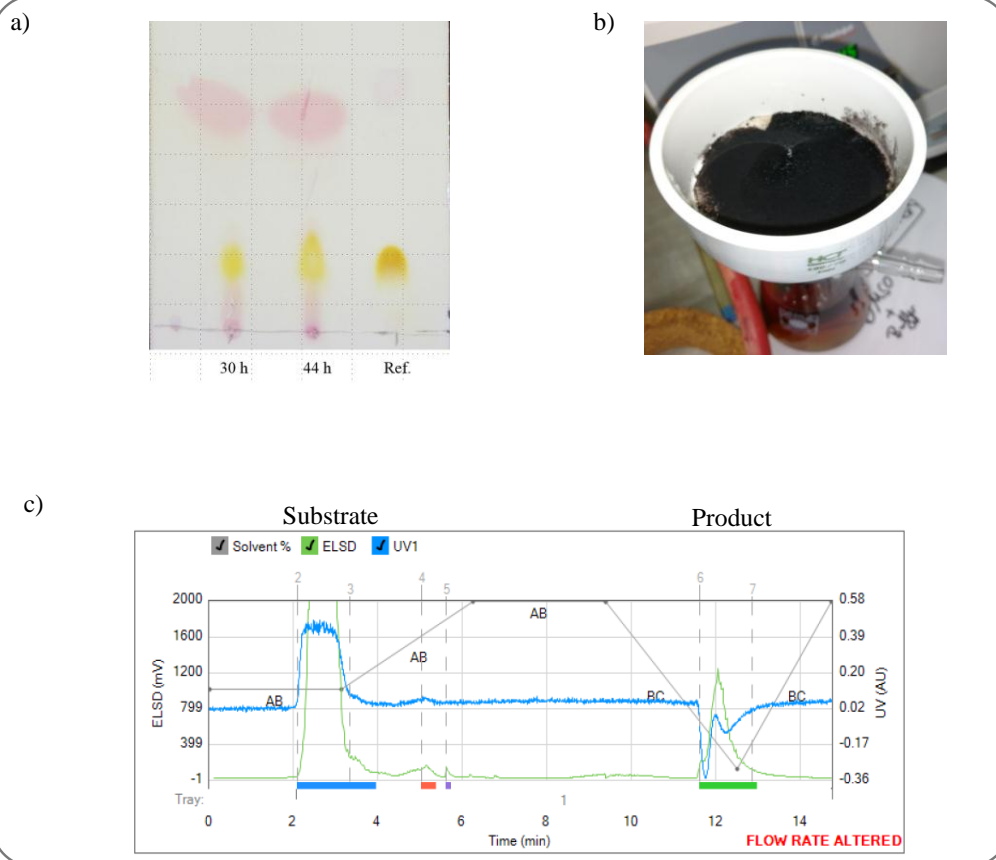 a)
b)
30 h 44 h Ref.
HCT
DMSO
+
c)
Substrate Product
Solvent % ELSD UV1
2 3 4 5 6 7
2000 0.58
1600 0.39
1200 0.20
799 0.02
399 -0.17
-1 -0.36
ELSD (mV)
UV (AU)
AB AB AB BC BC
Tray: 1
0 2 4 6 8 10 12 14
Time (min)
FLOW RATE ALTERED